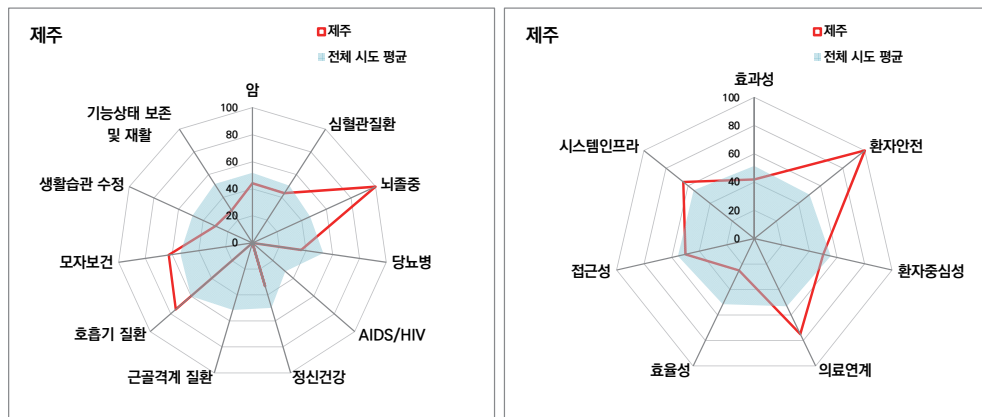 제주
제주
전체 시도 평균
암
심혈관질환
뇌졸중
당뇨병
AIDS/HIV
정신건강
근골격계 질환
호흡기 질환
모자보건
생활습관 수정
기능상태 보존
및 재활
100
80
60
40
20
0
제주
제주
전체 시도 평균
효과성
환자안전
환자중심성
의료연계
효율성
접근성
시스템인프라
100
80
60
40
20
0